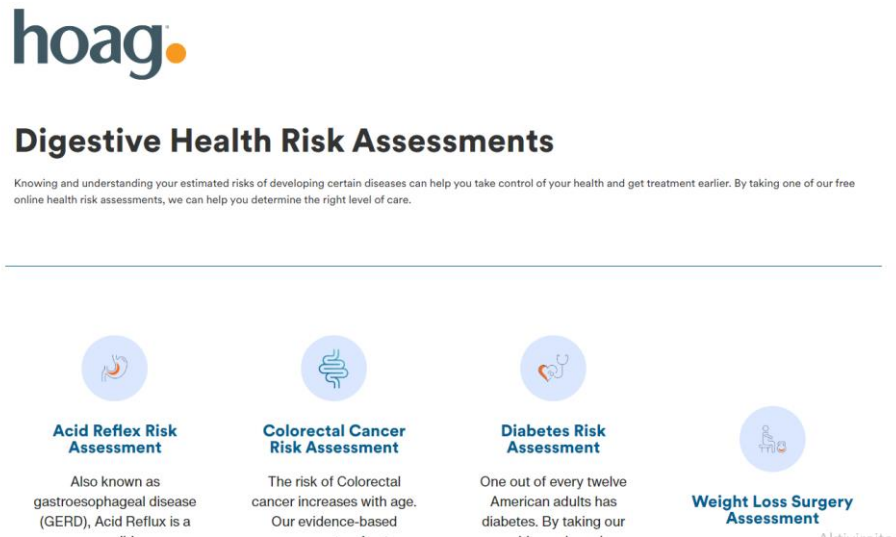 hoag.
Digestive Health Risk Assessments
Knowing and understanding your estimated risks of developing certain diseases can help you take control of your health and get treatment earlier. By taking one of our free
online health risk assessments, we can help you determine the right level of care.
Acid Reflex Risk
Assessment
Also known as
gastroesophageal disease
(GERD), Acid Reflux is a
Colorectal Cancer
Risk Assessment
The risk of Colorectal
cancer increases with age.
Our evidence-based
Diabetes Risk
Assessment
One out of every twelve
American adults has
diabetes. By taking our
Weight Loss Surgery
Assessment